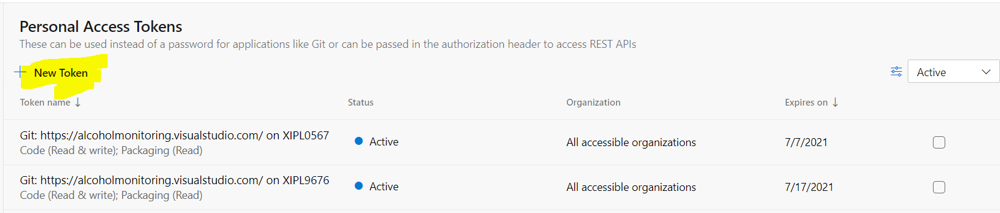 Personal Access Tokens
These can be used instead of a password for applications like Git or can be passed in the authorization header to access REST APIs
New Token
Active
Token name ↓ Status Organization Expires on ↓
Git: https://alcoholmonitoring.visualstudio.com/ on XIPL0567
Code (Read & write); Packaging (Read)
Active All accessible organizations 7/7/2021
Git: https://alcoholmonitoring.visualstudio.com/ on XIPL9676
Code (Read & write); Packaging (Read)
Active All accessible organizations 7/17/2021